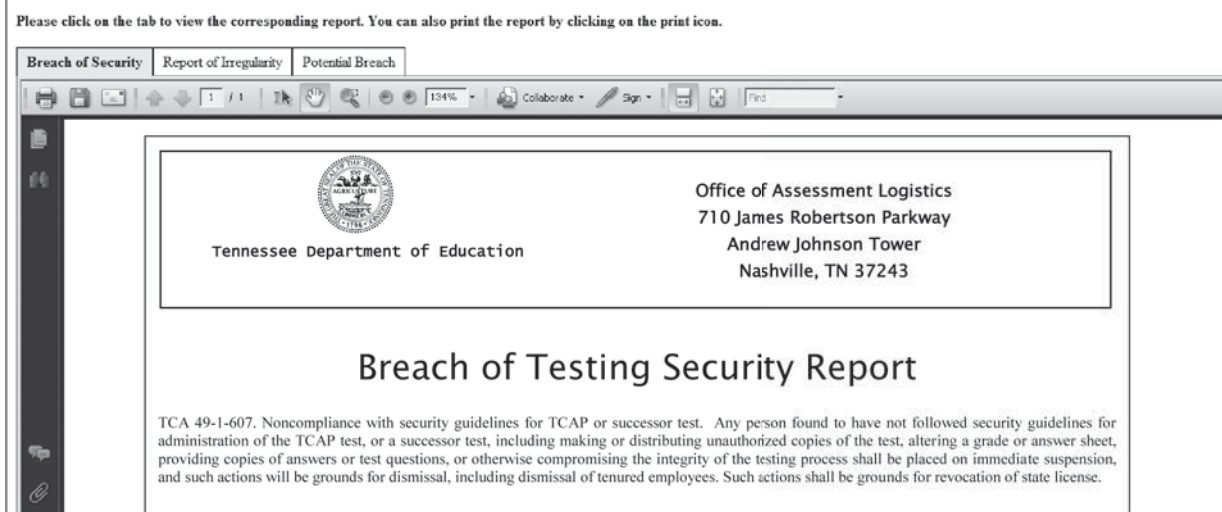 Please click on the tab to view the corresponding report. You can also print the report by clicking on the print icon.
Breach of Security Report of Irregularity Potential Breach
1 / 1 134% Collaborate Sign Find
AGRICULTURE
1796
Tennessee Department of Education
Office of Assessment Logistics
710 James Robertson Parkway
Andrew Johnson Tower
Nashville, TN 37243
Breach of Testing Security Report
TCA 49-1-607. Noncompliance with security guidelines for TCAP or successor test. Any person found to have not followed security guidelines for
administration of the TCAP test, or a successor test, including making or distributing unauthorized copies of the test, altering a grade or answer sheet,
providing copies of answers or test questions, or otherwise compromising the integrity of the testing process shall be placed on immediate suspension,
and such actions will be grounds for dismissal, including dismissal of tenured employees. Such actions shall be grounds for revocation of state license.